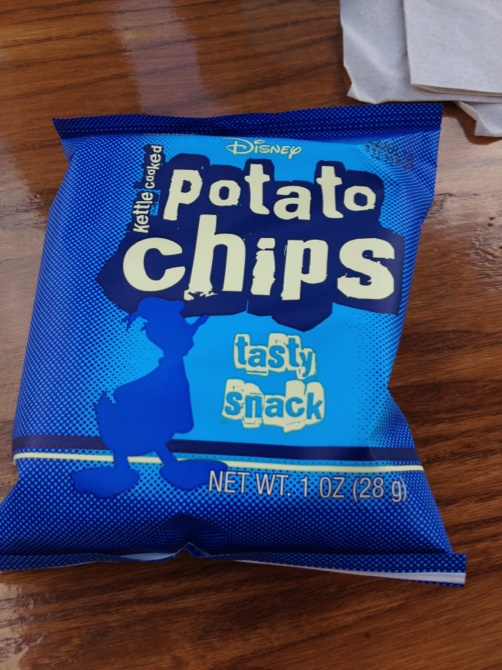 Disney
Kettle cooked
potato
chips
tasty
snack
NET WT. 1 OZ (28 g)